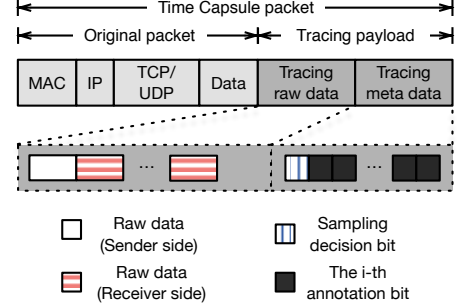 Time Capsule packet
Original packet Tracing payload
MAC IP TCP/ UDP Data Tracing raw data Tracing meta data
... ...
Raw data (Sender side) Sampling decision bit
Raw data (Receiver side) The i-th annotation bit